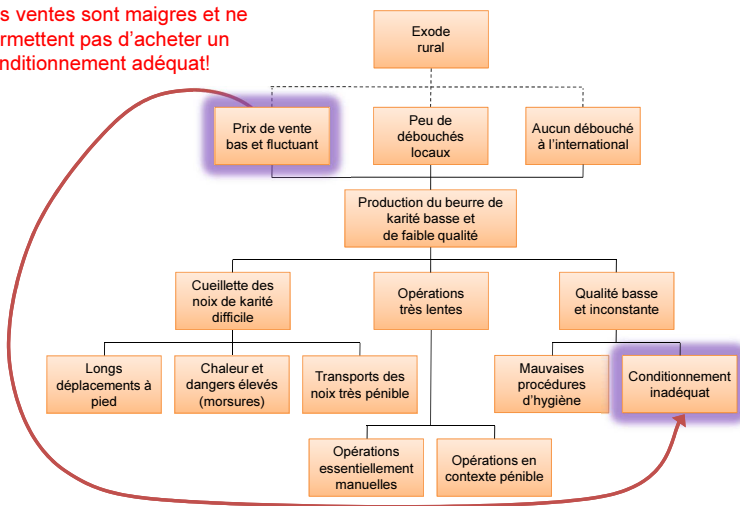 ventes sont maigres et ne
pas d'acheter un
adéquat!
Exode
rural
Prix de vente
bas et fluctuant
Peu de
débouchés
locaux
Aucun débouché
à l'international
Production du beurre de
karité basse et
de faible qualité
Cueillette des
noix de karité
difficile
Opérations
très lentes
Qualité basse
et inconstante
Longs
déplacements à
pied
Chaleur et
dangers élevés
(morsures)
Transports des
noix très pénible
Mauvaises
procédures
d'hygiène
Conditionnement
inadéquat
Opérations
essentiellement
manuelles
Opérations en
contexte pénible